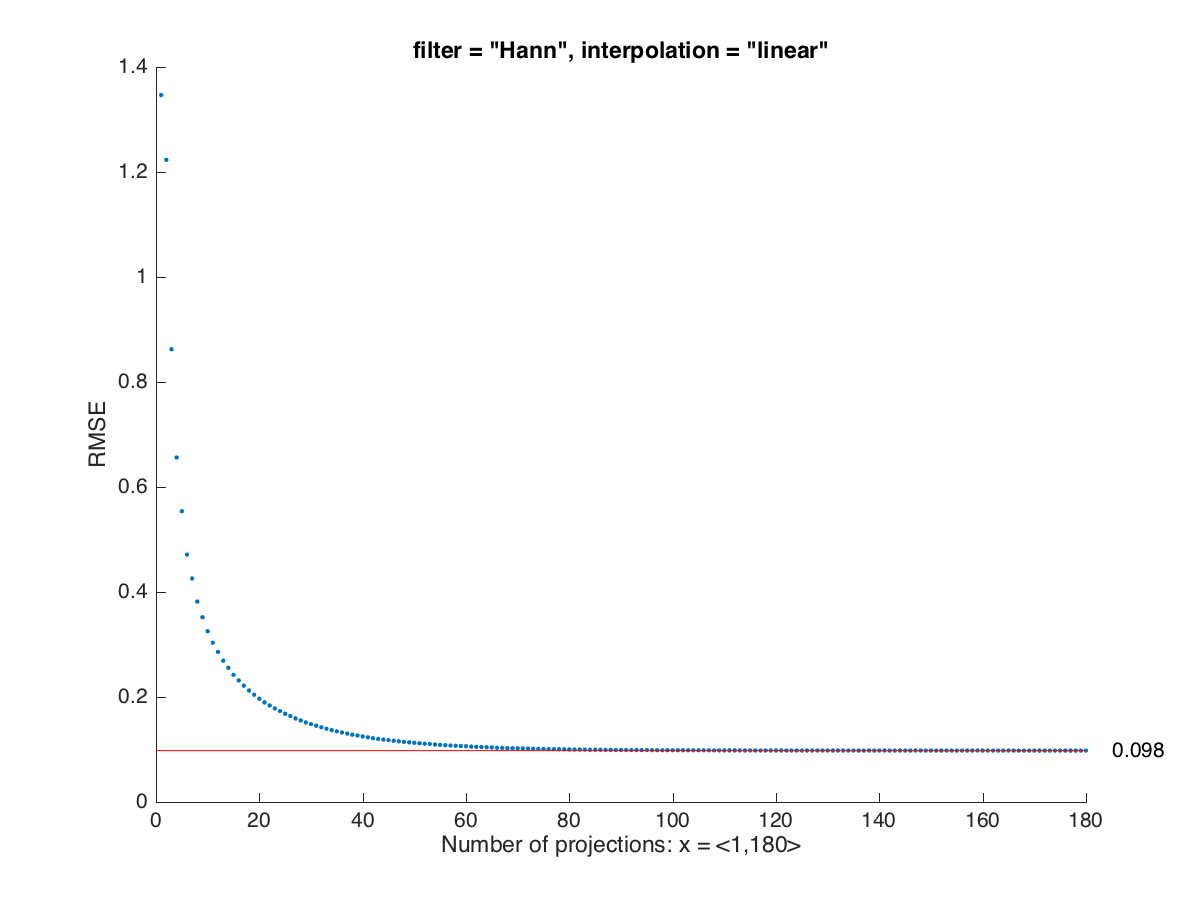 filter = "Hann", interpolation = "linear"
1.4
1.2
1
0.8
RMSE
0.6
0.4
0.2
0.098
0
0 20 40 60 80 100 120 140 160 180
Number of projections: x = <1,180>